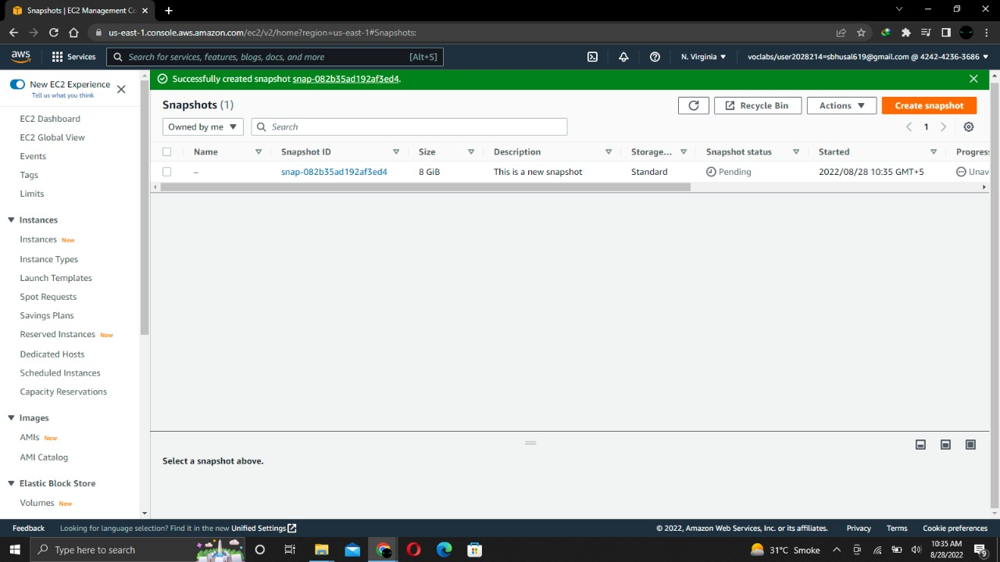 Snapshots | EC2 Management Co
us-east-1.console.aws.amazon.com/ec2/v2/home?region=us-east-1#Snapshots:
aws
Services
Search for services, features, blogs, docs, and more
[Alt+S]
N. Virginia
voclabs/user2028214=sbhusal619@gmail.com @ 4242-4236-3686
New EC2 Experience
Tell us what you think
EC2 Dashboard
EC2 Global View
Events
Tags
Limits
Instances
Instances New
Instance Types
Launch Templates
Spot Requests
Savings Plans
Reserved Instances New
Dedicated Hosts
Scheduled Instances
Capacity Reservations
Images
AMIs New
AMI Catalog
Elastic Block Store
Volumes New
Successfully created snapshot snap-082b35ad192af3ed4.
Snapshots (1)
Recycle Bin
Actions
Create snapshot
Owned by me
Search
1
Name Snapshot ID Size Description Storage... Snapshot status Started Progres
– snap-082b35ad192af3ed4 8 GiB This is a new snapshot Standard Pending 2022/08/28 10:35 GMT+5 Unav
Select a snapshot above.
Feedback
Looking for language selection? Find it in the new Unified Settings
© 2022, Amazon Web Services, Inc. or its affiliates.
Privacy
Terms
Cookie preferences
Type here to search
31°C Smoke
10:35 AM
8/28/2022
9